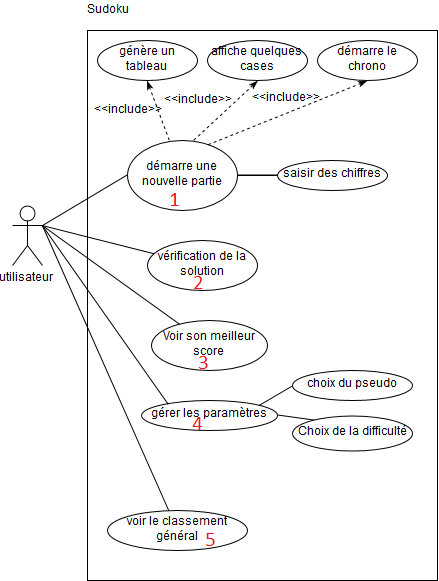 Sudoku
génère un
tableau
affiche quelques
cases
démarre le
chrono
<<include>>
<<include>>
<<include>>
démarre une
nouvelle partie
1
saisir des chiffres
utilisateur
vérification de la
solution
2
Voir son meilleur
score
3
choix du pseudo
gérer les paramètres
4
Choix de la difficulté
voir le classement
général
5